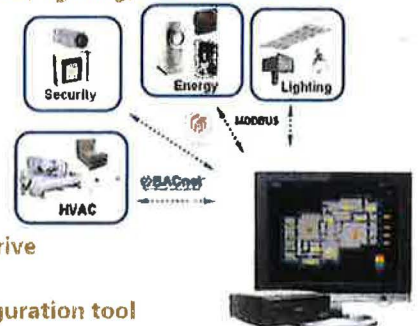 Security
Energy
Lighting
MODBUS
BACnet
HVAC
rive
guration tool